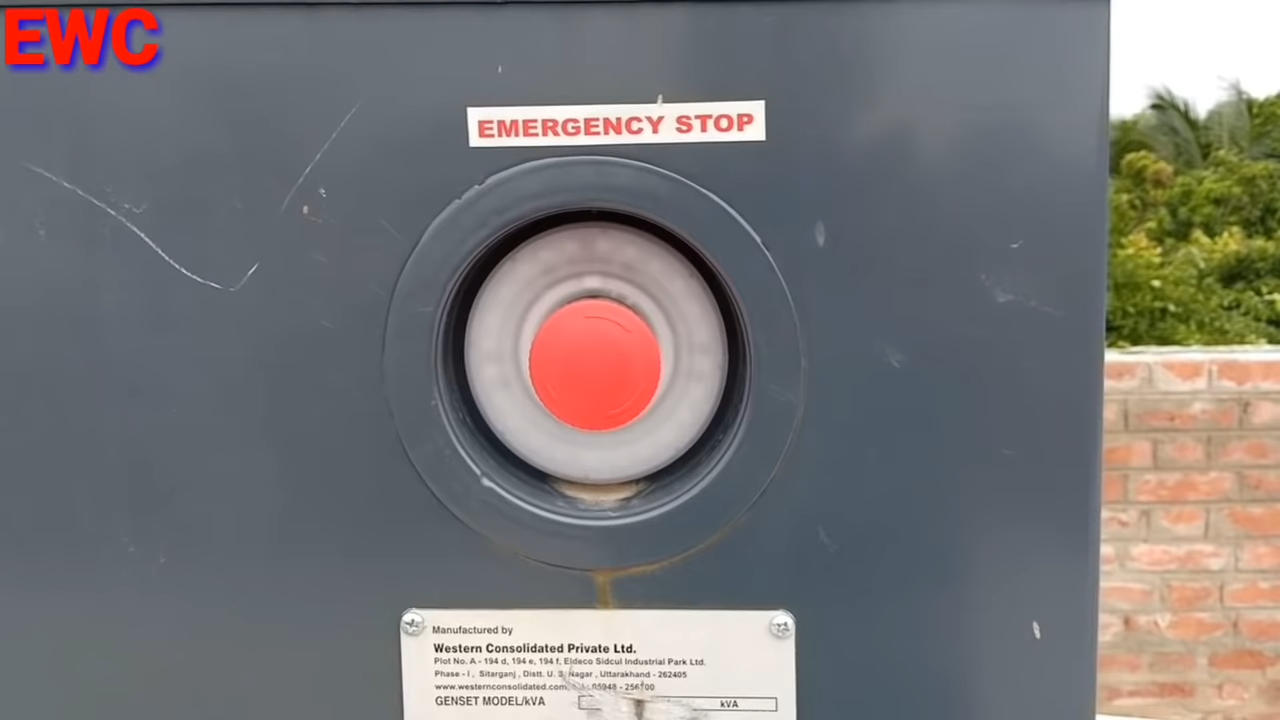 EWC
EMERGENCY STOP
Manufactured by
Western Consolidated Private Ltd.
Plot No. A - 194 d, 194 e, 194 f, Eldeco Sidcul Industrial Park Ltd.
Phase - I , Sitarganj , Distt. U. S. Nagar , Uttarakhand - 262405
www.westernconsolidated.com, 05948 -
GENSET MODEL/kVA kVA